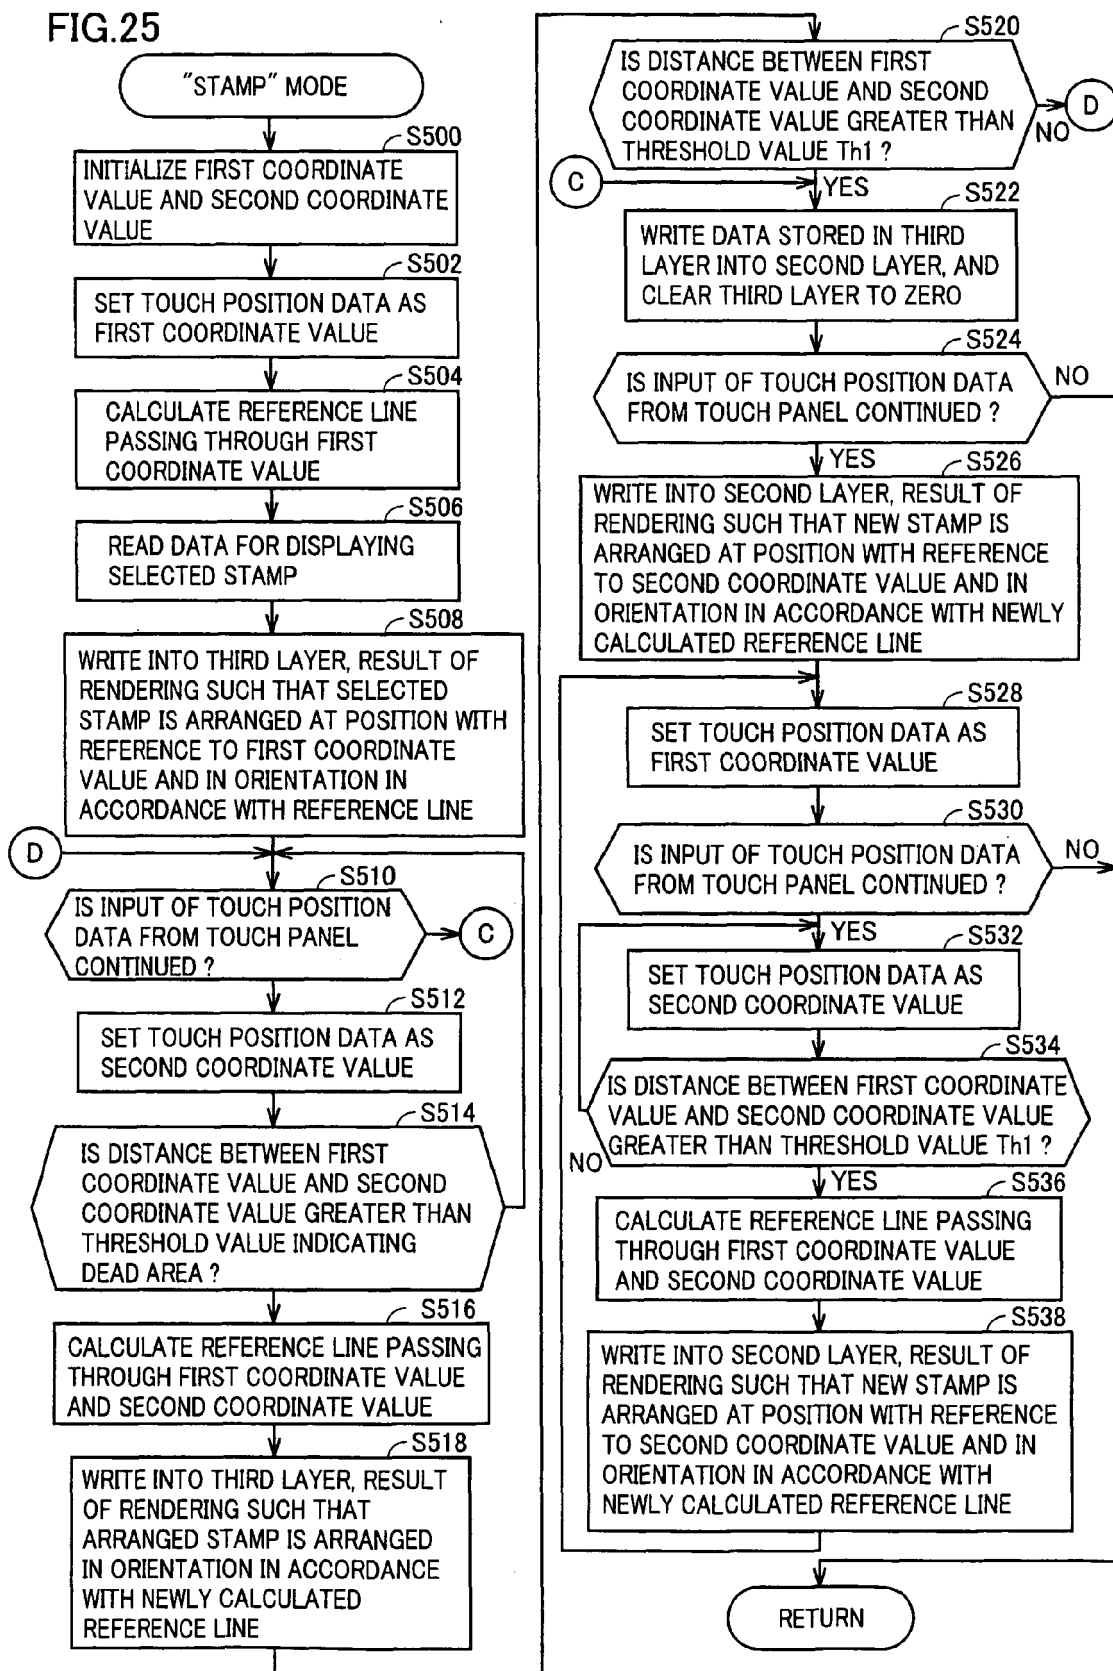 FIG.25
"STAMP" MODE
S500
INITIALIZE FIRST COORDINATE
VALUE AND SECOND COORDINATE
VALUE
S502
SET TOUCH POSITION DATA AS
FIRST COORDINATE VALUE
S504
CALCULATE REFERENCE LINE
PASSING THROUGH FIRST
COORDINATE VALUE
S506
READ DATA FOR DISPLAYING
SELECTED STAMP
S508
WRITE INTO THIRD LAYER, RESULT OF
RENDERING SUCH THAT SELECTED
STAMP IS ARRANGED AT POSITION WITH
REFERENCE TO FIRST COORDINATE
VALUE AND IN ORIENTATION IN
ACCORDANCE WITH REFERENCE LINE
D
S510
IS INPUT OF TOUCH POSITION
DATA FROM TOUCH PANEL
CONTINUED ?
C
S512
SET TOUCH POSITION DATA AS
SECOND COORDINATE VALUE
S514
IS DISTANCE BETWEEN FIRST
COORDINATE VALUE AND SECOND
COORDINATE VALUE GREATER THAN
THRESHOLD VALUE INDICATING
DEAD AREA ?
S516
CALCULATE REFERENCE LINE PASSING
THROUGH FIRST COORDINATE VALUE
AND SECOND COORDINATE VALUE
S518
WRITE INTO THIRD LAYER, RESULT
OF RENDERING SUCH THAT
ARRANGED STAMP IS ARRANGED
IN ORIENTATION IN ACCORDANCE
WITH NEWLY CALCULATED
REFERENCE LINE
S520
IS DISTANCE BETWEEN FIRST
COORDINATE VALUE AND SECOND
COORDINATE VALUE GREATER THAN
THRESHOLD VALUE Th1 ?
D
NO
C
YES
S522
WRITE DATA STORED IN THIRD
LAYER INTO SECOND LAYER, AND
CLEAR THIRD LAYER TO ZERO
S524
IS INPUT OF TOUCH POSITION DATA
FROM TOUCH PANEL CONTINUED ?
NO
YES
S526
WRITE INTO SECOND LAYER, RESULT OF
RENDERING SUCH THAT NEW STAMP IS
ARRANGED AT POSITION WITH REFERENCE
TO SECOND COORDINATE VALUE AND IN
ORIENTATION IN ACCORDANCE WITH NEWLY
CALCULATED REFERENCE LINE
S528
SET TOUCH POSITION DATA AS
FIRST COORDINATE VALUE
S530
IS INPUT OF TOUCH POSITION DATA
FROM TOUCH PANEL CONTINUED ?
NO
YES
S532
SET TOUCH POSITION DATA AS
SECOND COORDINATE VALUE
S534
IS DISTANCE BETWEEN FIRST COORDINATE
VALUE AND SECOND COORDINATE VALUE
GREATER THAN THRESHOLD VALUE Th1 ?
NO
YES
S536
CALCULATE REFERENCE LINE PASSING
THROUGH FIRST COORDINATE VALUE
AND SECOND COORDINATE VALUE
S538
WRITE INTO SECOND LAYER, RESULT OF
RENDERING SUCH THAT NEW STAMP IS
ARRANGED AT POSITION WITH REFERENCE
TO SECOND COORDINATE VALUE AND IN
ORIENTATION IN ACCORDANCE WITH
NEWLY CALCULATED REFERENCE LINE
RETURN